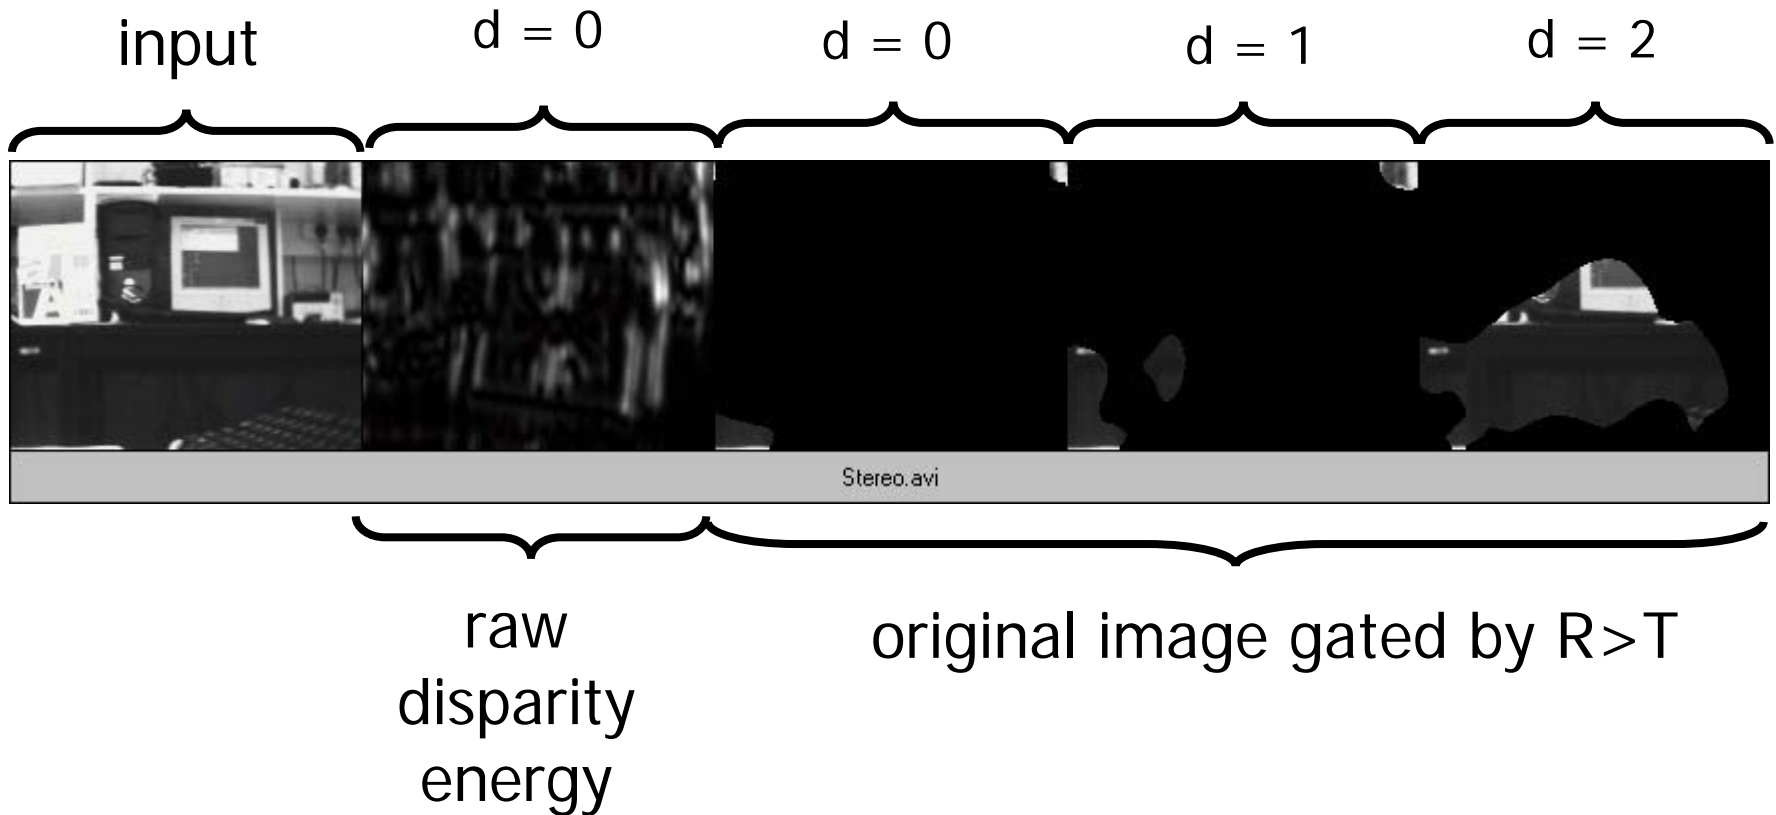 input
d = 0
d = 0
d = 1
d = 2
Stereo.avi
raw
disparity
energy
original image gated by R>T